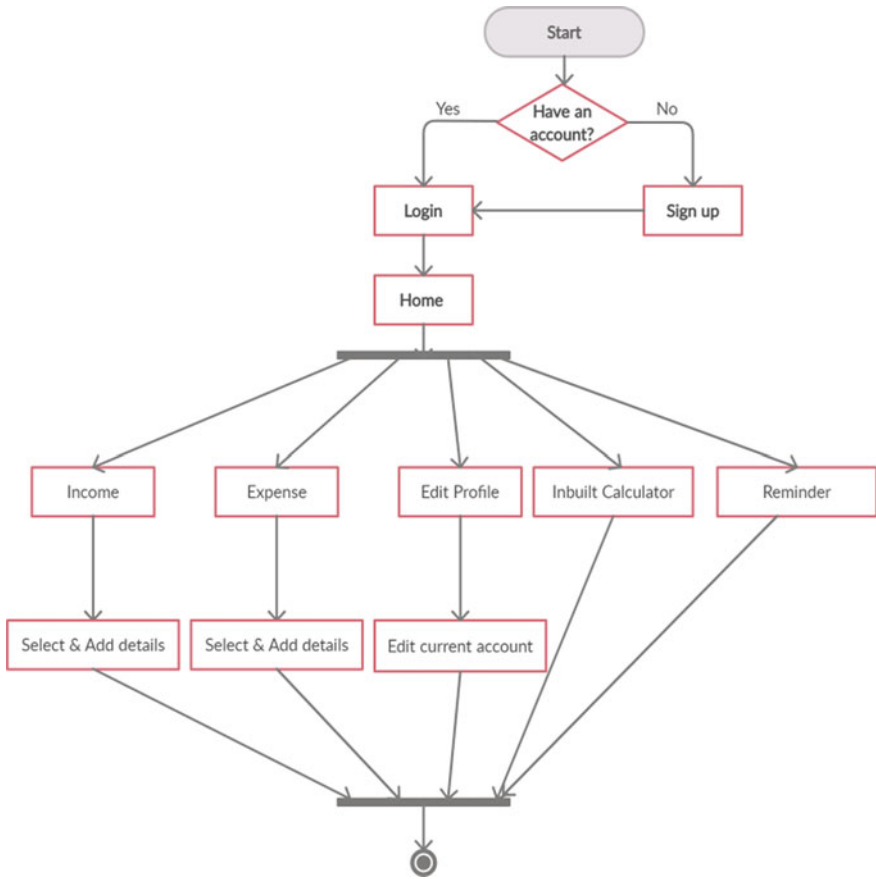 Start
Yes
Have an
account?
No
Login
Sign up
Home
Income
Expense
Edit Profile
Inbuilt Calculator
Reminder
Select & Add details
Select & Add details
Edit current account